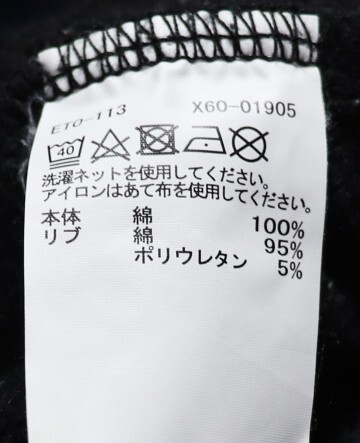 ETO-113 X60-01905
40
洗濯ネットを使用してください。
アイロンはあて布を使用してください。
本体 綿 100%
リブ 綿 95%
ポリウレタン 5%